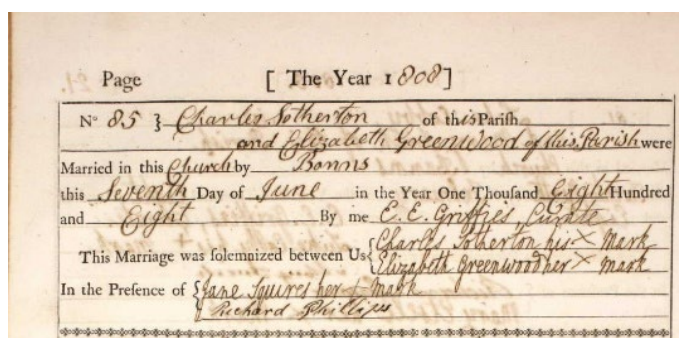 Page [ The Year 1808 ]
Nº 85 } Charles Sotherton of this Parish
and Elizabeth Greenwood of this Parish were
Married in this Church by Banns
this Seventh Day of June in the Year One Thousand Eight Hundred
and Eight By me E. E. Griffies, Curate
This Marriage was solemnized between Us { Charles Sotherton his X Mark
Elizabeth Greenwood her X Mark
In the Presence of { Jane Squires her + Mark
Richard Phillips